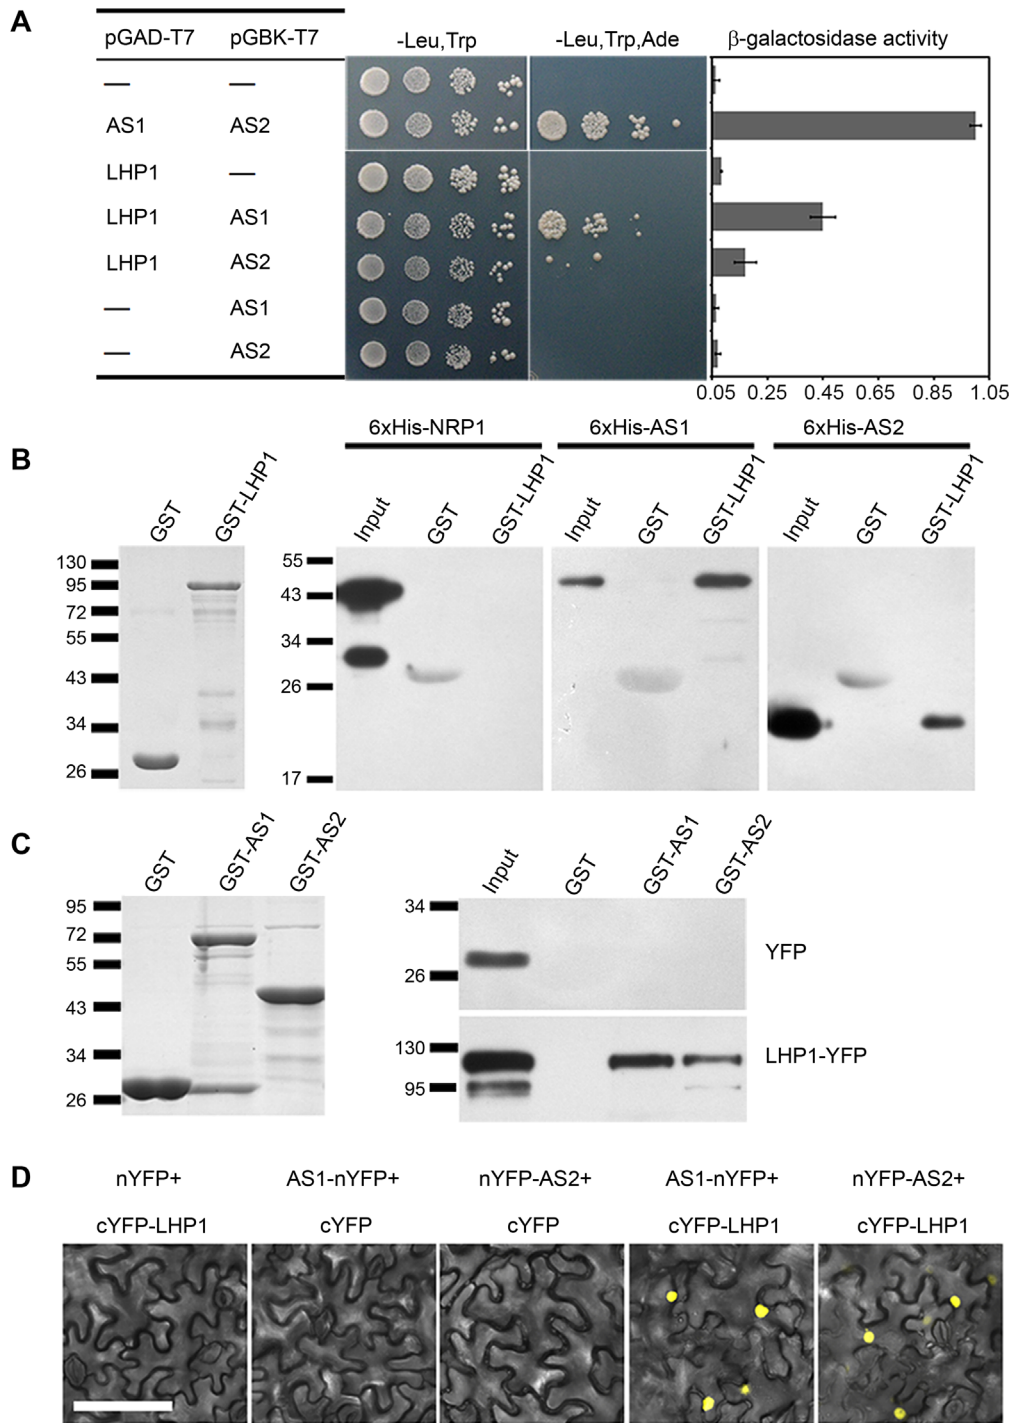 A
pGAD-T7 pGBK-T7 -Leu,Trp -Leu,Trp,Ade β-galactosidase activity
— —
AS1 AS2
LHP1 —
LHP1 AS1
LHP1 AS2
— AS1
— AS2
0.05 0.25 0.45 0.65 0.85 1.05
B
6xHis-NRP1 6xHis-AS1 6xHis-AS2
GST GST-LHP1 Input GST GST-LHP1 Input GST GST-LHP1 Input GST GST-LHP1
130
95
72
55
43
34
26
55
43
34
26
17
C
GST GST-AS1 GST-AS2 Input GST GST-AS1 GST-AS2
95
72
55
43
34
26
34
26
YFP
130
95
LHP1-YFP
D
nYFP+ AS1-nYFP+ nYFP-AS2+ AS1-nYFP+ nYFP-AS2+
cYFP-LHP1 cYFP cYFP cYFP-LHP1 cYFP-LHP1